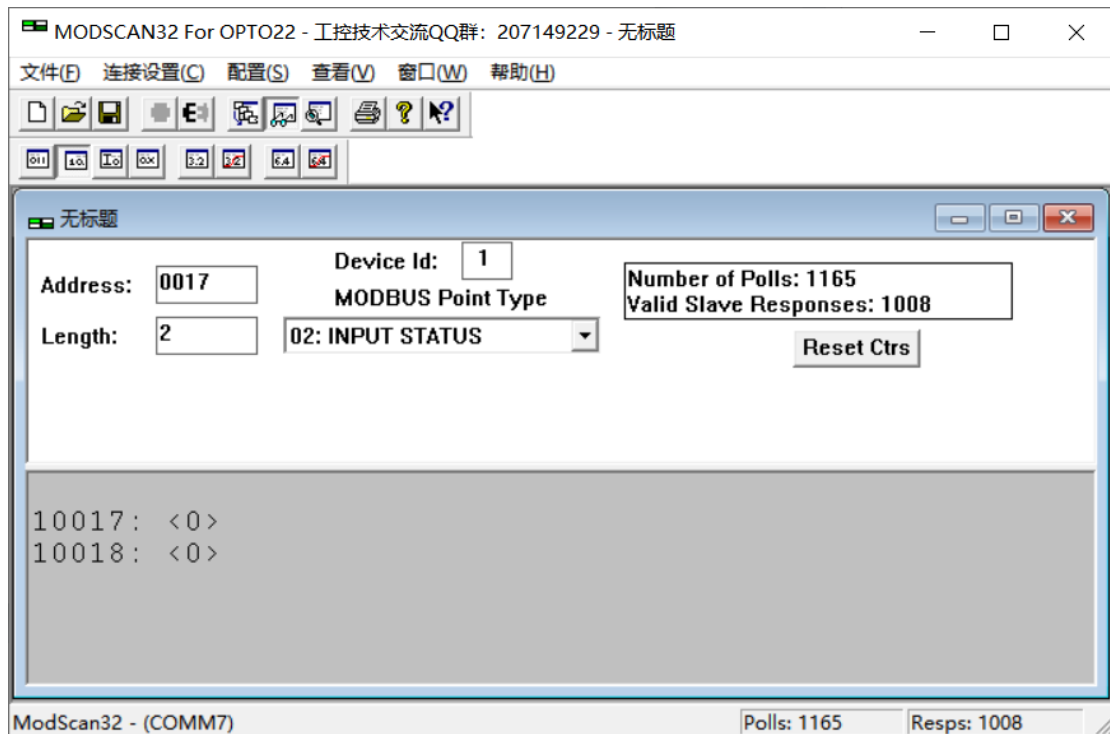 MODSCAN32 For OPTO22 - 工控技术交流QQ群：207149229 - 无标题
文件(F) 连接设置(C) 配置(S) 查看(V) 窗口(W) 帮助(H)
无标题
Address: 0017
Device Id: 1
MODBUS Point Type
Number of Polls: 1165
Valid Slave Responses: 1008
Length: 2
02: INPUT STATUS
Reset Ctrs
10017: <0>
10018: <0>
ModScan32 - (COMM7)
Polls: 1165
Resps: 1008